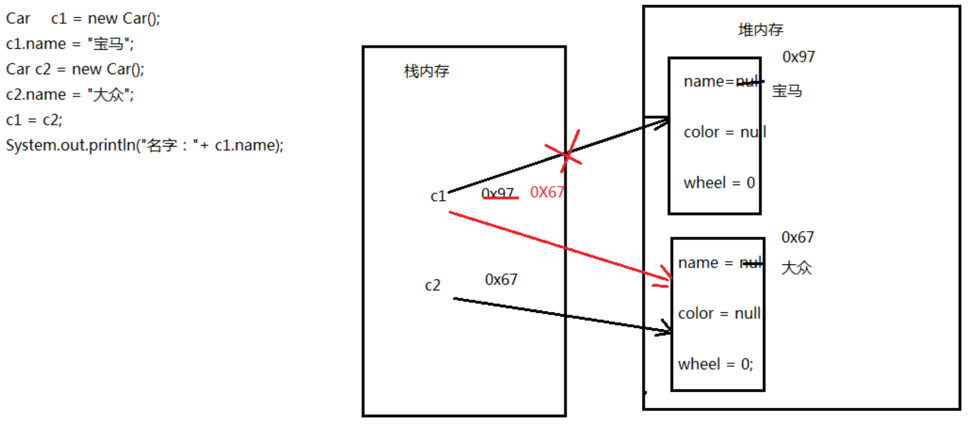 Car c1 = new Car();
c1.name = "宝马";
Car c2 = new Car();
c2.name = "大众";
c1 = c2;
System.out.println("名字："+ c1.name);
栈内存
c1 0x97 0X67
c2 0x67
堆内存
0x97
name=null 宝马
color = null
wheel = 0
0x67
name = null 大众
color = null
wheel = 0;